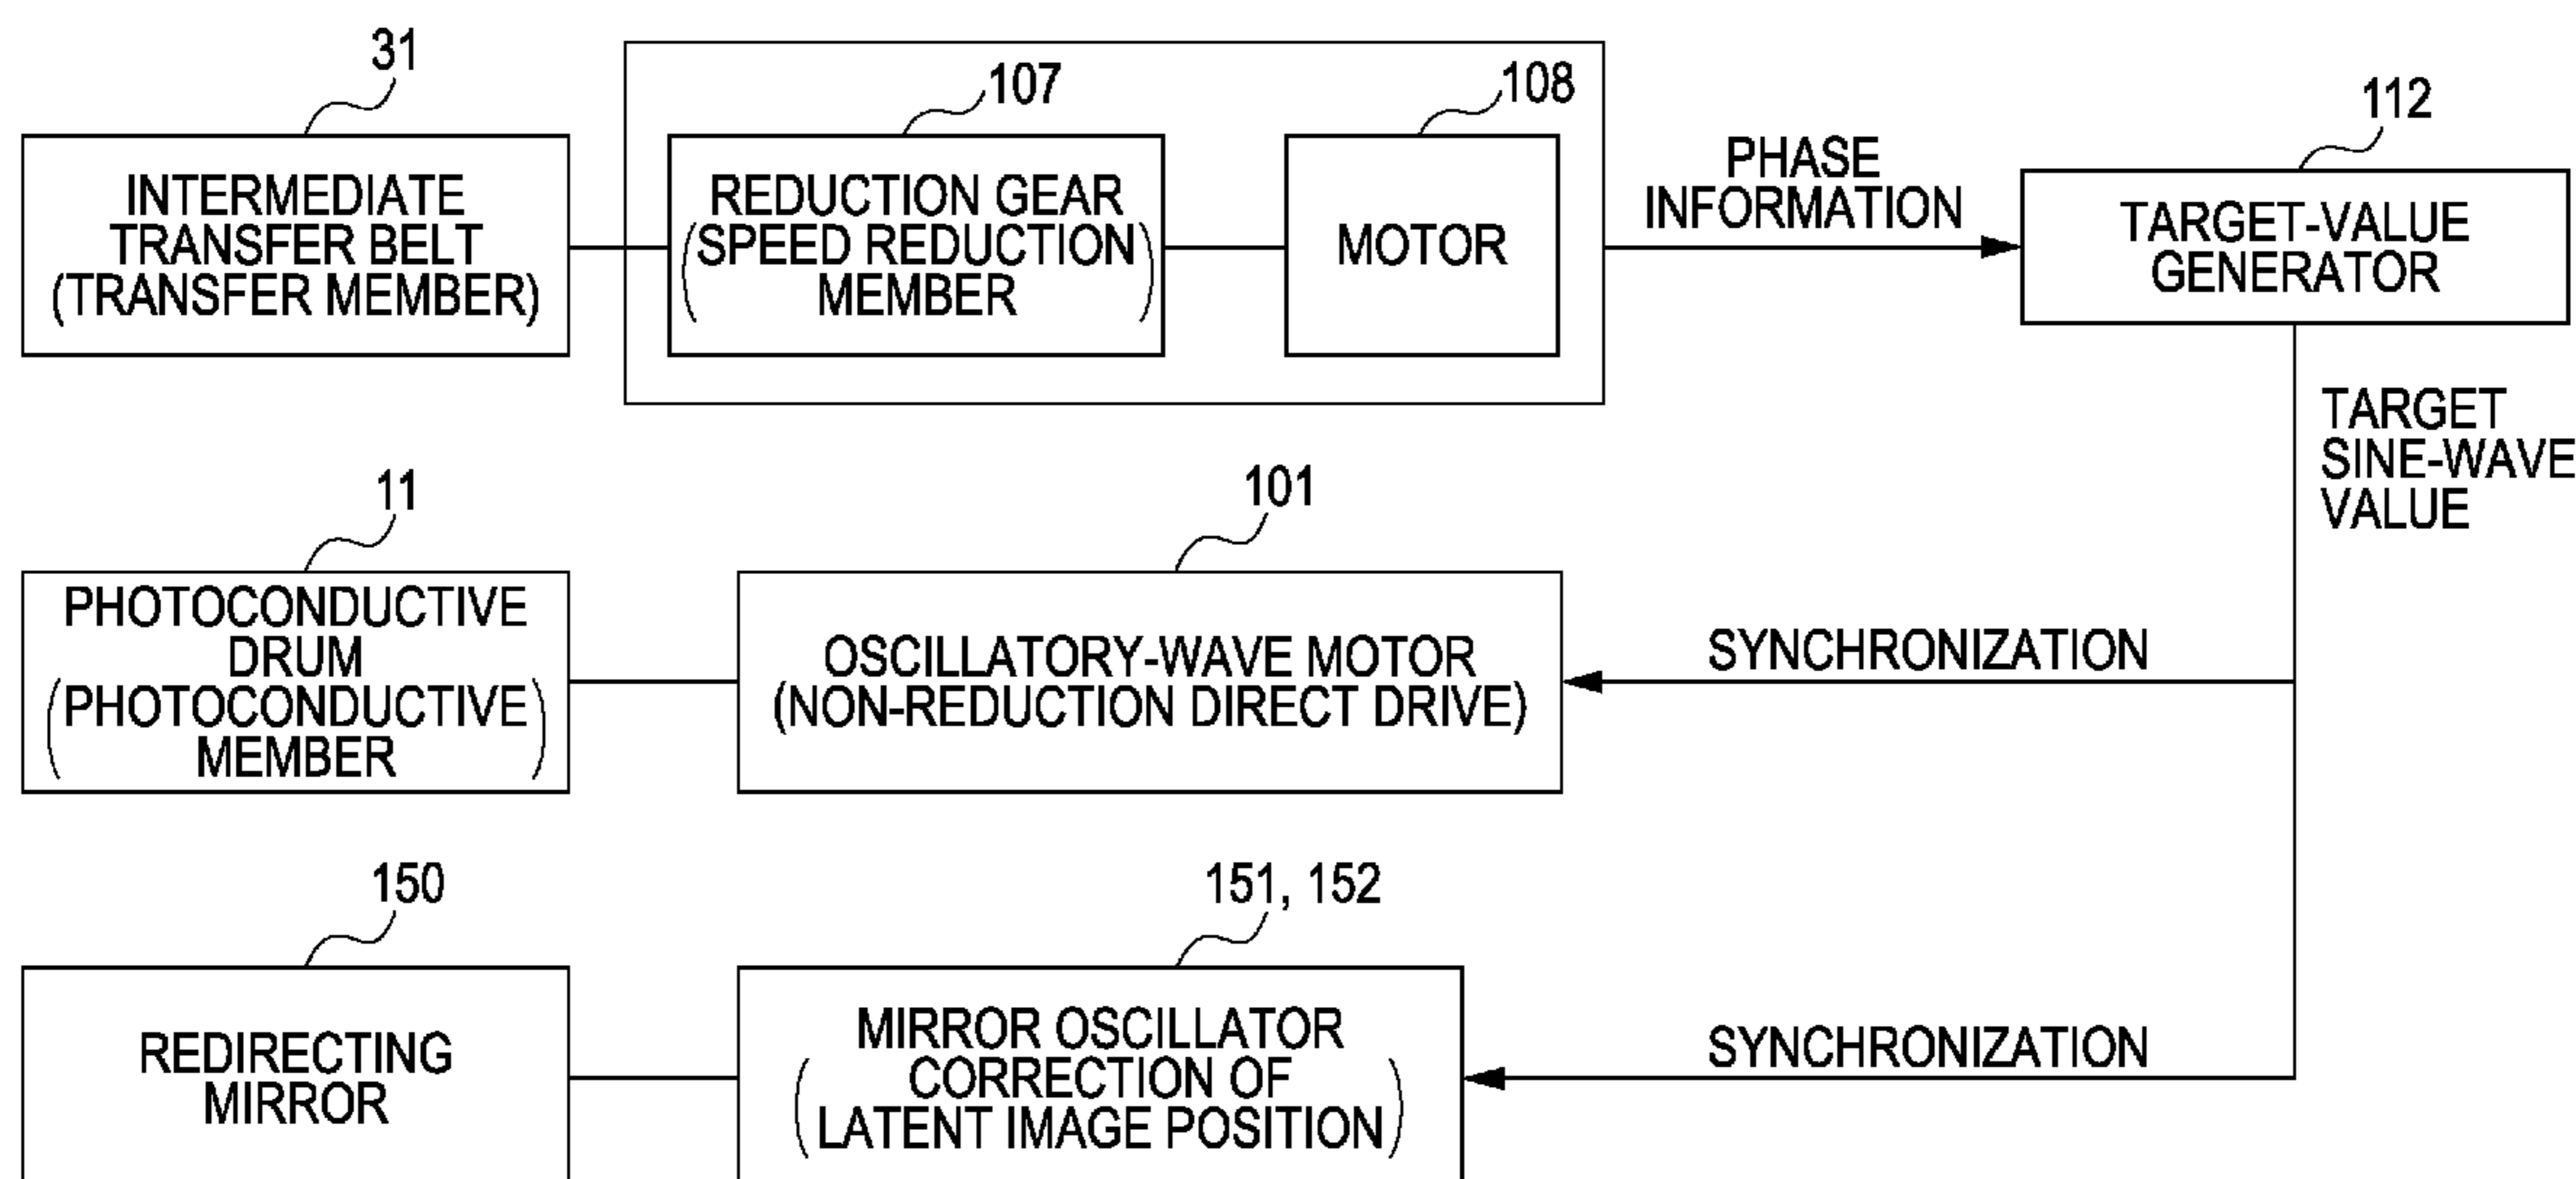 31
107
108
112
INTERMEDIATE
TRANSFER BELT
(TRANSFER MEMBER)
REDUCTION GEAR
(SPEED REDUCTION
MEMBER)
MOTOR
PHASE
INFORMATION
TARGET-VALUE
GENERATOR
TARGET
SINE-WAVE
VALUE
11
101
PHOTOCONDUCTIVE
DRUM
(PHOTOCONDUCTIVE
MEMBER)
OSCILLATORY-WAVE MOTOR
(NON-REDUCTION DIRECT DRIVE)
SYNCHRONIZATION
150
151, 152
REDIRECTING
MIRROR
MIRROR OSCILLATOR
(CORRECTION OF
LATENT IMAGE POSITION)
SYNCHRONIZATION